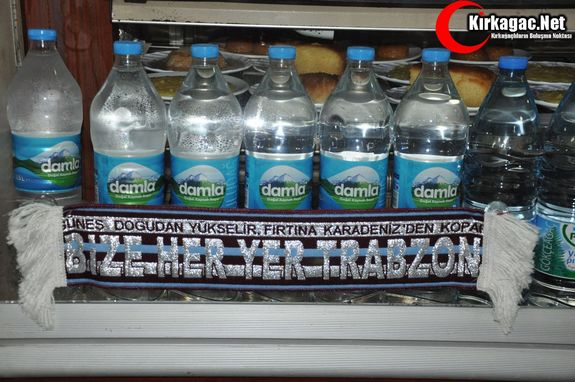 Kirkagac.Net
Kırkağaçlıların Buluşma Noktası
damla
damla
damla
damla
damla
damla
GÜNEŞ DOĞUDAN YÜKSELİR, FIRTINA KARADENİZ'DEN KOPAR
BİZE HER YER TRABZON